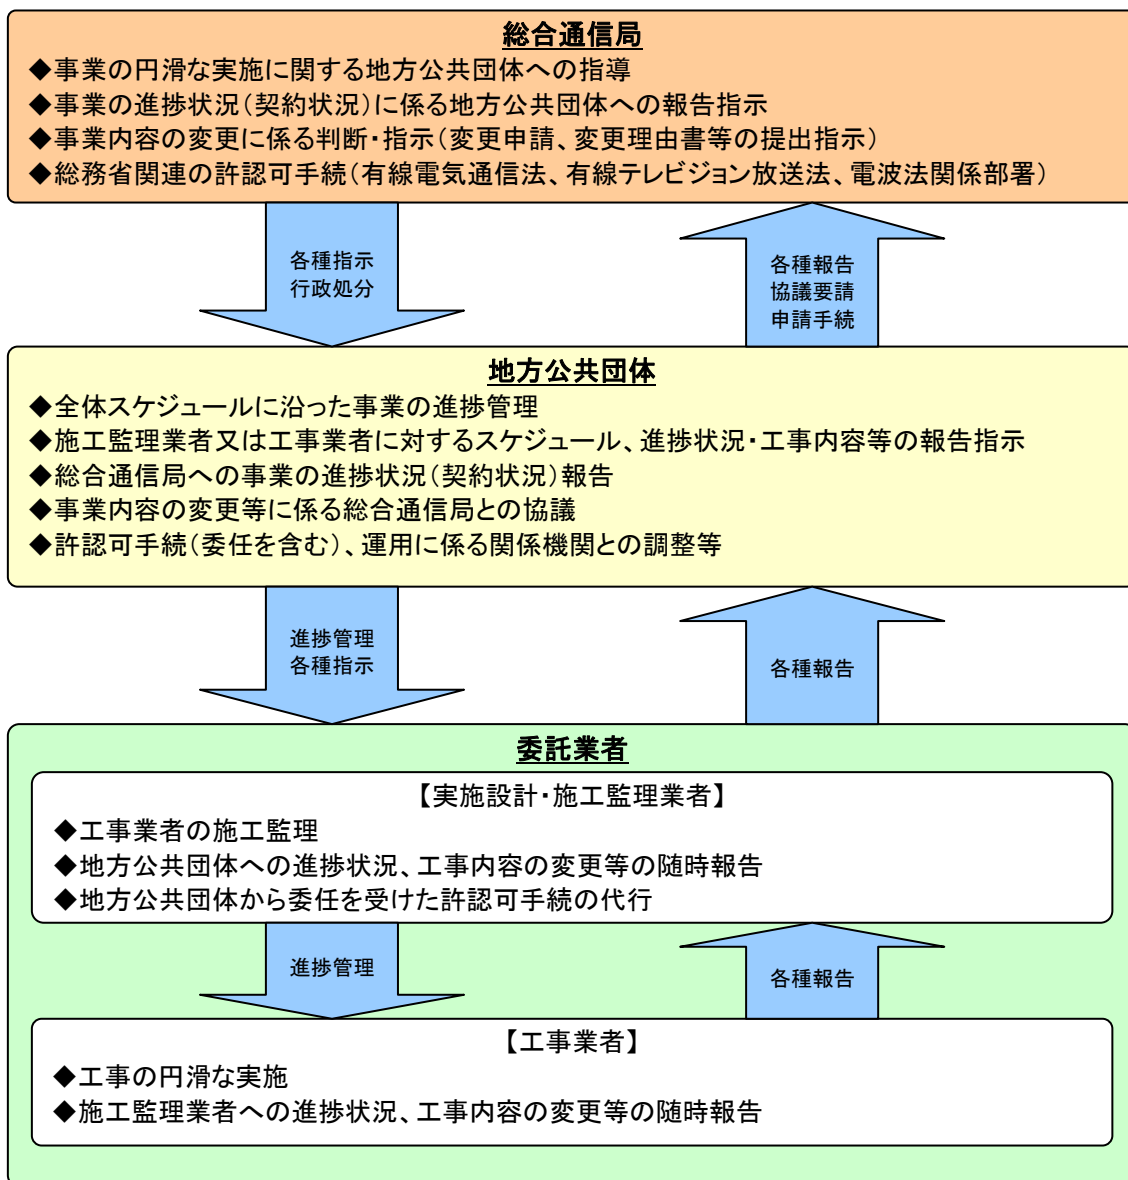 総合通信局
◆事業の円滑な実施に関する地方公共団体への指導
◆事業の進捗状況(契約状況)に係る地方公共団体への報告指示
◆事業内容の変更に係る判断・指示(変更申請、変更理由書等の提出指示)
◆総務省関連の許認可手続(有線電気通信法、有線テレビジョン放送法、電波法関係部署)
各種指示
行政処分
各種報告
協議要請
申請手続
地方公共団体
◆全体スケジュールに沿った事業の進捗管理
◆施工監理業者又は工事業者に対するスケジュール、進捗状況・工事内容等の報告指示
◆総合通信局への事業の進捗状況(契約状況)報告
◆事業内容の変更等に係る総合通信局との協議
◆許認可手続(委任を含む)、運用に係る関係機関との調整等
進捗管理
各種指示
各種報告
委託業者
【実施設計・施工監理業者】
◆工事業者の施工監理
◆地方公共団体への進捗状況、工事内容の変更等の随時報告
◆地方公共団体から委任を受けた許認可手続の代行
進捗管理
各種報告
【工事業者】
◆工事の円滑な実施
◆施工監理業者への進捗状況、工事内容の変更等の随時報告